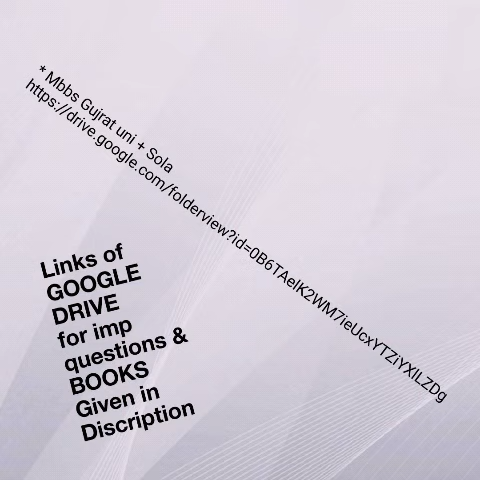 * Mbbs Gujrat uni + Sola
https://drive.google.com/folderview?id=0B6TAelK2WM7ieUcxYTZiYXlLZDg
Links of
GOOGLE
DRIVE
for imp
questions &
BOOKS
Given in
Discription